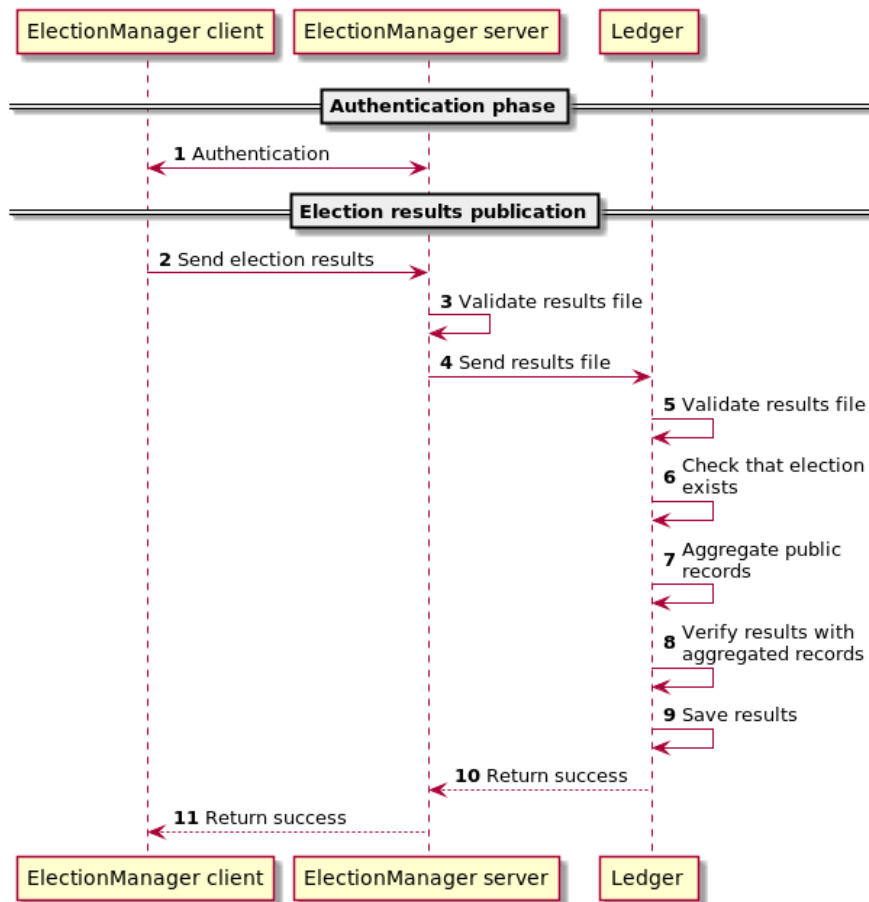 ElectionManager client
ElectionManager server
Ledger
Authentication phase
1 Authentication
Election results publication
2 Send election results
3 Validate results file
4 Send results file
5 Validate results file
6 Check that election
exists
7 Aggregate public
records
8 Verify results with
aggregated records
9 Save results
10 Return success
11 Return success
ElectionManager client
ElectionManager server
Ledger